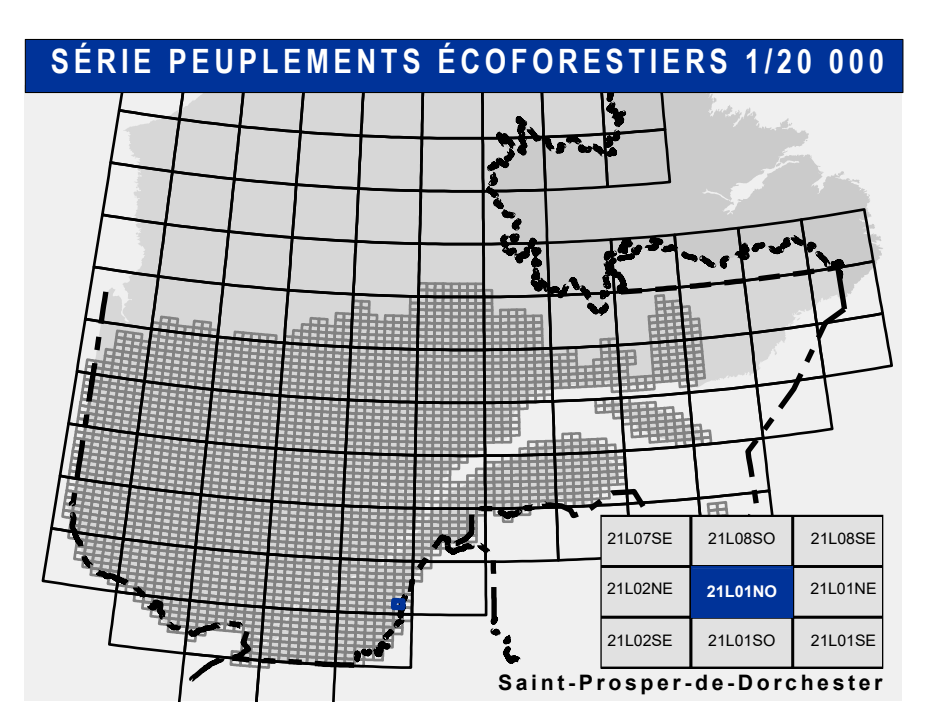 SÉRIE PEUPLEMENTS ÉCOFORESTIERS 1/20 000
21L07SE 21L08SO 21L08SE
21L02NE 21L01NO 21L01NE
21L02SE 21L01SO 21L01SE
Saint-Prosper-de-Dorchester